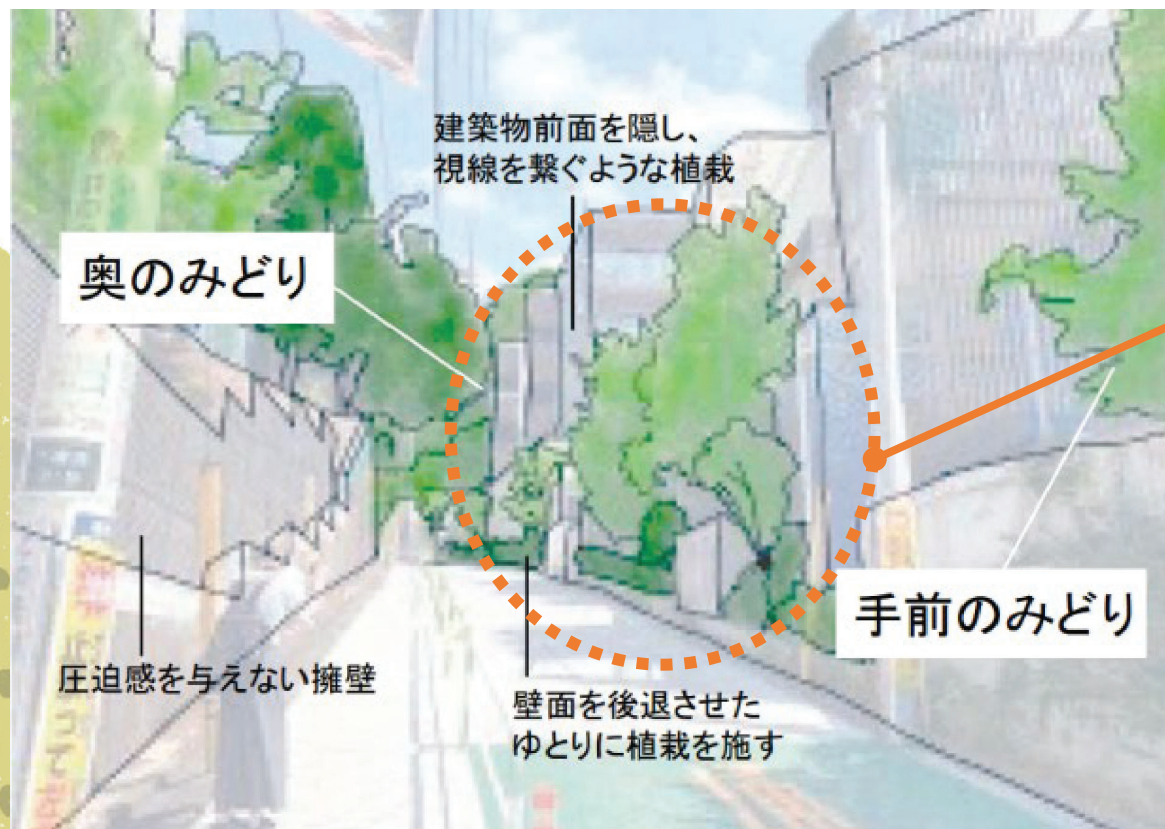 建築物前面を隠し、
視線を繋ぐような植栽
奥のみどり
手前のみどり
圧迫感を与えない擁壁
壁面を後退させた
ゆとりに植栽を施す